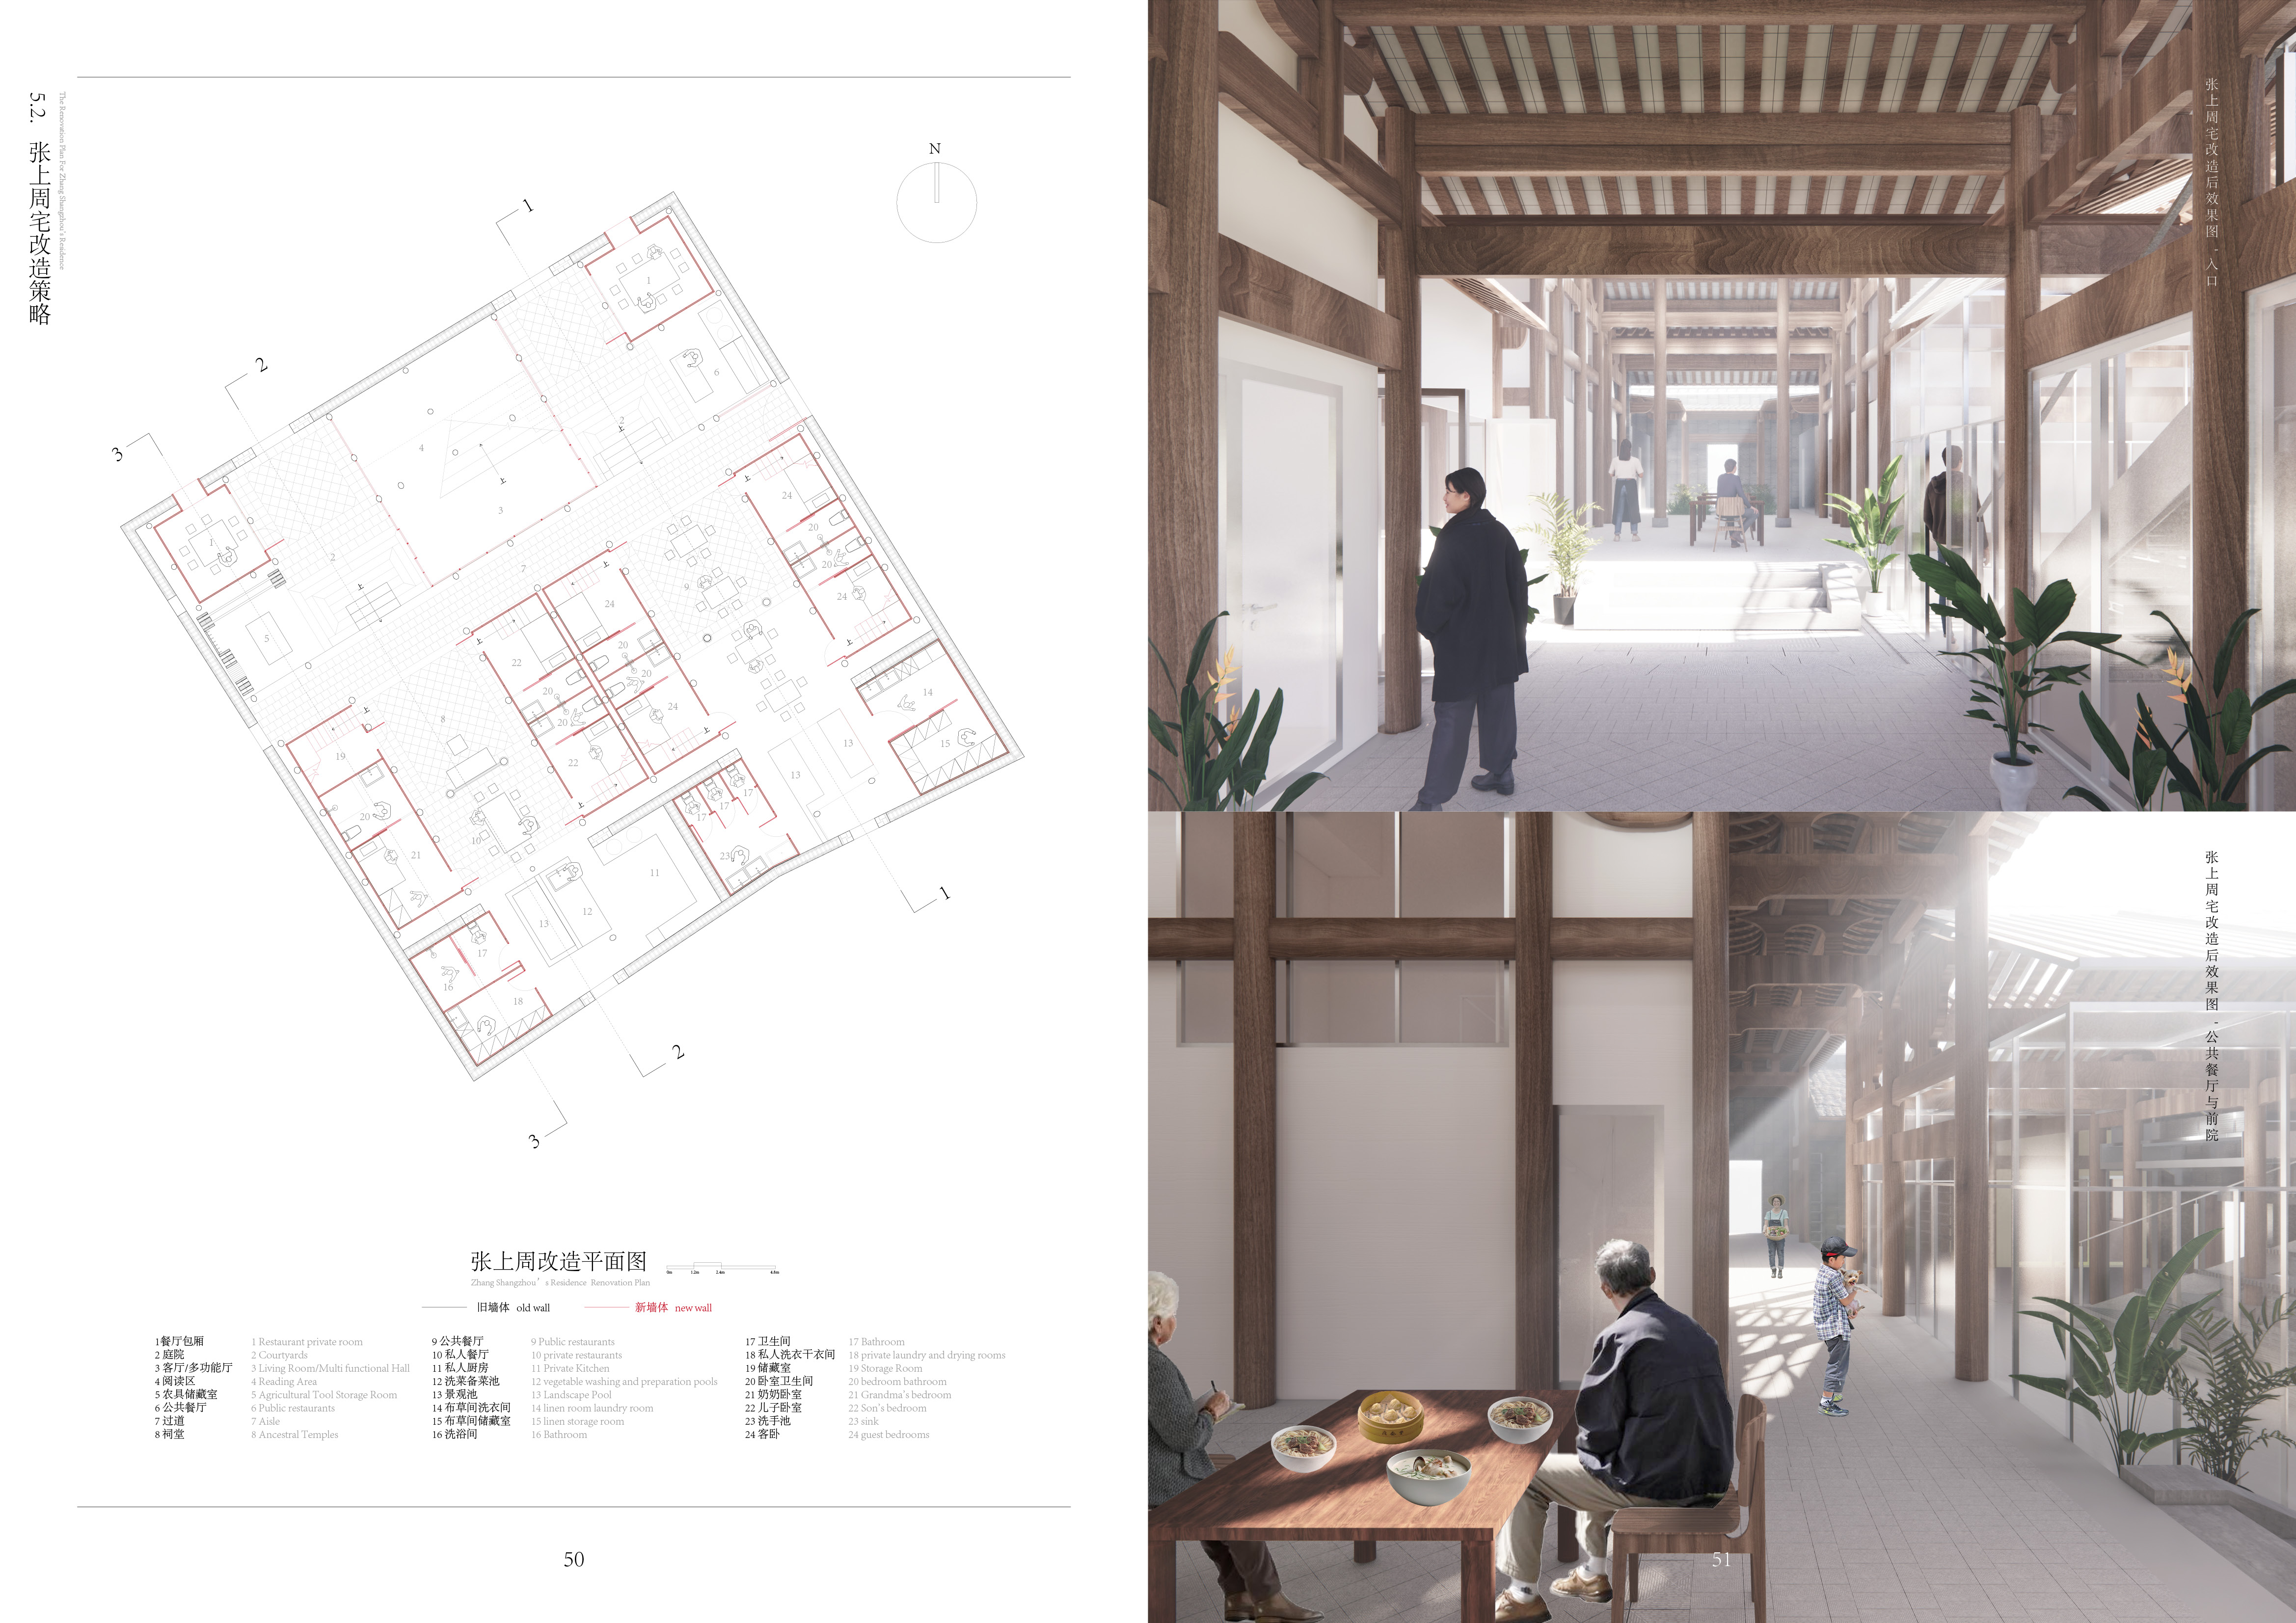 5.2. 张上周宅改造策略
The Renovation Plan For Zhang Shangzhou's Residence
N
1
2
3
1
1
6
2
4
3
2
5
7
24
20
20
24
9
24
20
20
24
22
20
20
22
8
10
19
20
21
14
15
13
13
17
17
17
23
11
12
13
17
16
18
上
上
上
上
上
上
上
上
上
上
上
1
2
3
张上周改造平面图
Zhang Shangzhou's Residence Renovation Plan
0m 1.2m 2.4m 4.8m
旧墙体 old wall
新墙体 new wall
1餐厅包厢 1 Restaurant private room
2 庭院 2 Courtyards
3 客厅/多功能厅 3 Living Room/Multi functional Hall
4 阅读区 4 Reading Area
5 农具储藏室 5 Agricultural Tool Storage Room
6 公共餐厅 6 Public restaurants
7 过道 7 Aisle
8 祠堂 8 Ancestral Temples
9 公共餐厅 9 Public restaurants
10 私人餐厅 10 private restaurants
11 私人厨房 11 Private Kitchen
12 洗菜备菜池 12 vegetable washing and preparation pools
13 景观池 13 Landscape Pool
14 布草间洗衣间 14 linen room laundry room
15 布草间储藏室 15 linen storage room
16 洗浴间 16 Bathroom
17 卫生间 17 Bathroom
18 私人洗衣干衣间 18 private laundry and drying rooms
19 储藏室 19 Storage Room
20 卧室卫生间 20 bedroom bathroom
21 奶奶卧室 21 Grandma's bedroom
22 儿子卧室 22 Son's bedroom
23 洗手池 23 sink
24 客卧 24 guest bedrooms
50
张上周宅改造后效果图 - 入口
张上周宅改造后效果图 - 公共餐厅与前院
51